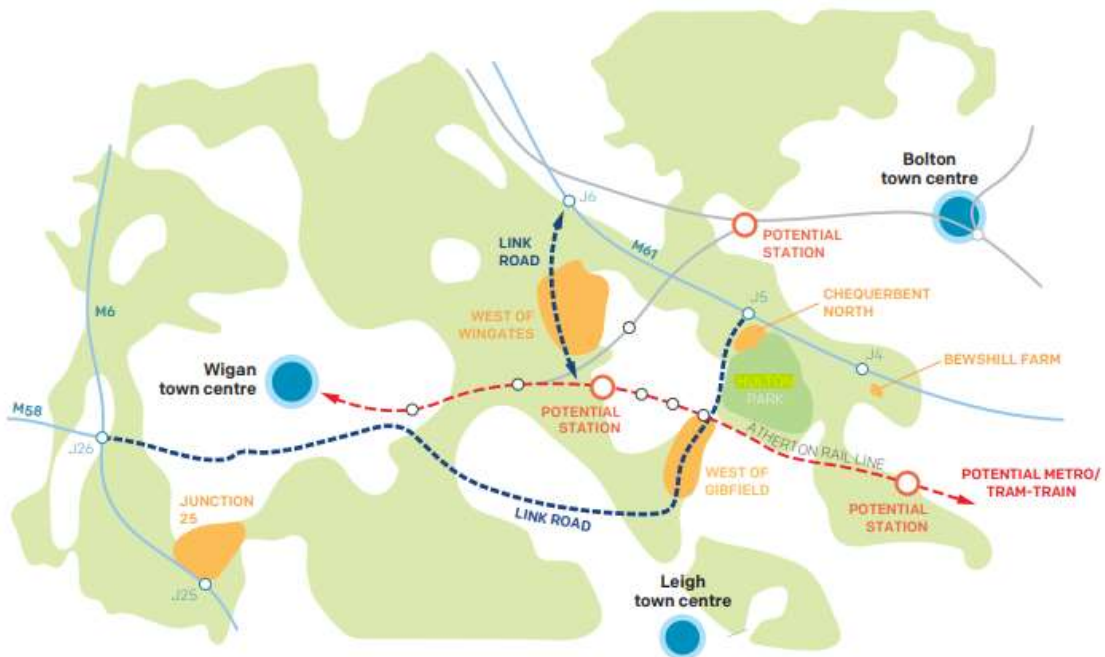 Bolton
town centre
J6
LINK
ROAD
M61
POTENTIAL
STATION
M6
J5
CHEQUERBENT
NORTH
WEST OF
WINGATES
J4
BEWSHILL FARM
Wigan
town centre
HULTON
PARK
M58
POTENTIAL
STATION
J26
ATHERTON RAIL LINE
WEST OF
GIBFIELD
POTENTIAL METRO/
TRAM-TRAIN
JUNCTION
25
LINK ROAD
POTENTIAL
STATION
J25
Leigh
town centre